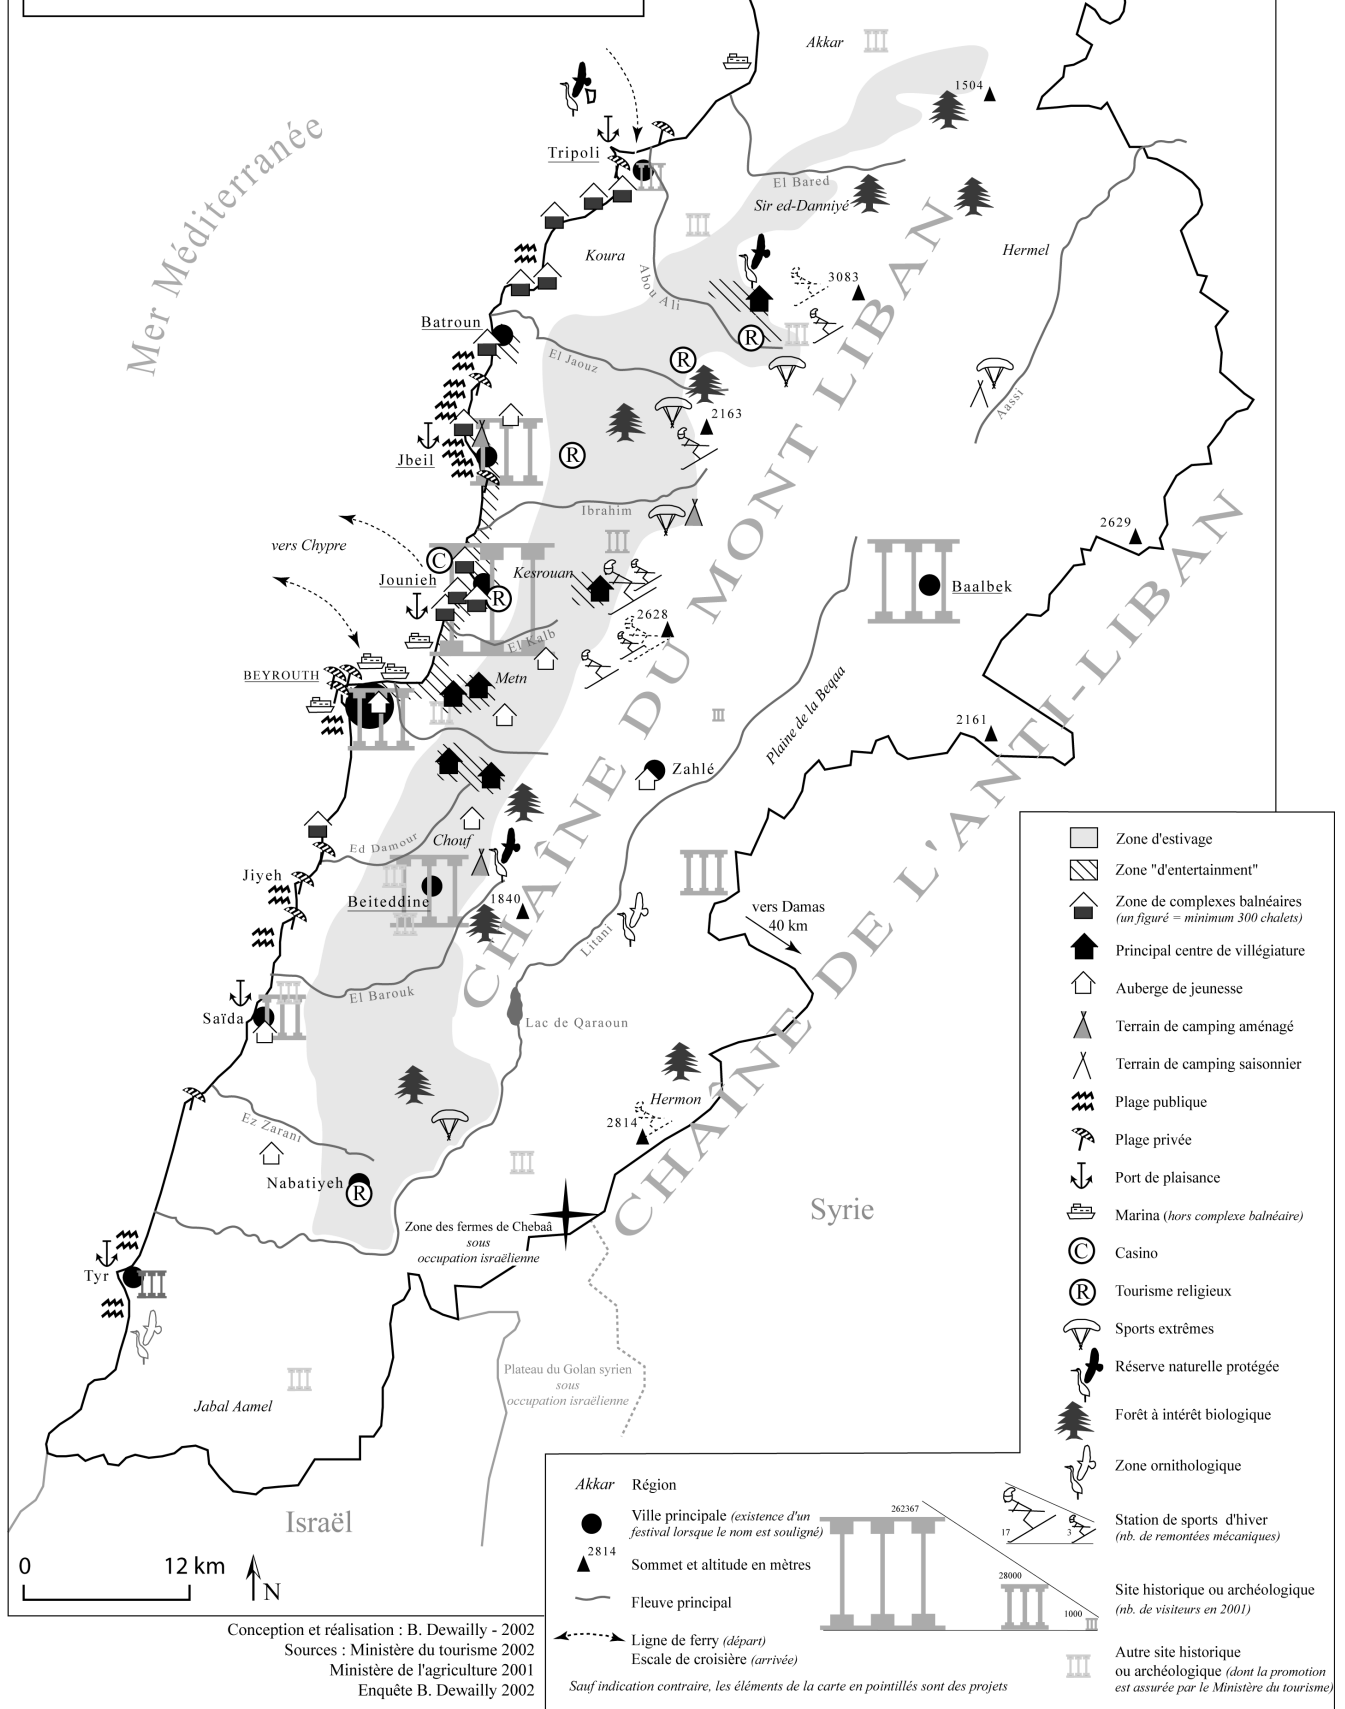 Akkar
1504
Mer Méditerranée
Tripoli
El Bared
Sir ed-Danniyé
Koura
Hermel
Abou Ali
3083
Batroun
R
El Jaouz
R
2163
Aassi
Jbeil
R
Ibrahim
vers Chypre
C
Jounieh
Kesrouan
R
2629
Baalbek
2628
El Kalb
BEYROUTH
Metn
CHAÎNE DU MONT LIBAN
Plaine de la Beqaa
2161
Zahlé
CHAÎNE DE L'ANTI-LIBAN
Ed Damour
Chouf
Jiyeh
Beiteddine
1840
vers Damas
40 km
Litani
El Barouk
Saïda
Lac de Qaraoun
Hermon
2814
Ez Zarani
Nabatiyeh
R
Zone des fermes de Chebaâ
sous
occupation israélienne
Syrie
Tyr
Plateau du Golan syrien
sous
occupation israélienne
Jabal Aamel
Israël
0 12 km
N
Conception et réalisation : B. Dewailly - 2002
Sources : Ministère du tourisme 2002
Ministère de l'agriculture 2001
Enquête B. Dewailly 2002
Zone d'estivage
Zone "d'entertainment"
Zone de complexes balnéaires
(un figuré = minimum 300 chalets)
Principal centre de villégiature
Auberge de jeunesse
Terrain de camping aménagé
Terrain de camping saisonnier
Plage publique
Plage privée
Port de plaisance
Marina (hors complexe balnéaire)
C Casino
R Tourisme religieux
Sports extrêmes
Réserve naturelle protégée
Forêt à intérêt biologique
Zone ornithologique
Station de sports d'hiver
(nb. de remontées mécaniques)
17 3
Site historique ou archéologique
(nb. de visiteurs en 2001)
262367
28000
1000
Autre site historique
ou archéologique (dont la promotion
est assurée par le Ministère du tourisme)
Akkar Région
Ville principale (existence d'un
festival lorsque le nom est souligné)
2814 Sommet et altitude en mètres
Fleuve principal
Ligne de ferry (départ)
Escale de croisière (arrivée)
Sauf indication contraire, les éléments de la carte en pointillés sont des projets